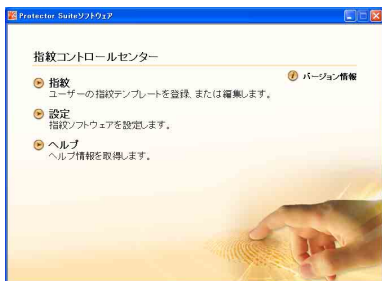 Protector Suiteソフトウェア
指紋コントロールセンター
バージョン情報
指紋
ユーザーの指紋テンプレートを登録、または編集します。
設定
指紋ソフトウェアを設定します。
ヘルプ
ヘルプ情報を取得します。